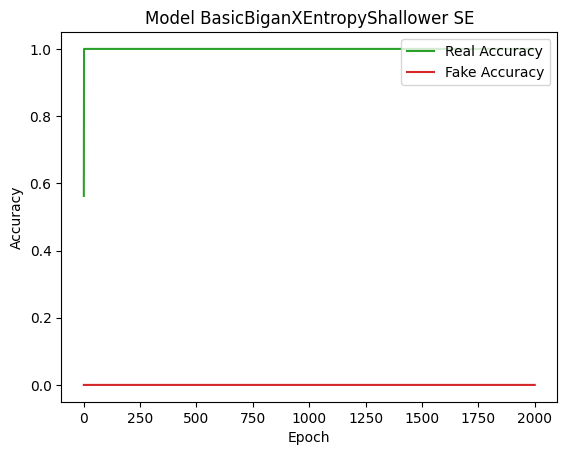 Model BasicBiganXEntropyShallower SE
Real Accuracy
Fake Accuracy
1.0
0.8
0.6
0.4
0.2
0.0
Accuracy
0 250 500 750 1000 1250 1500 1750 2000
Epoch